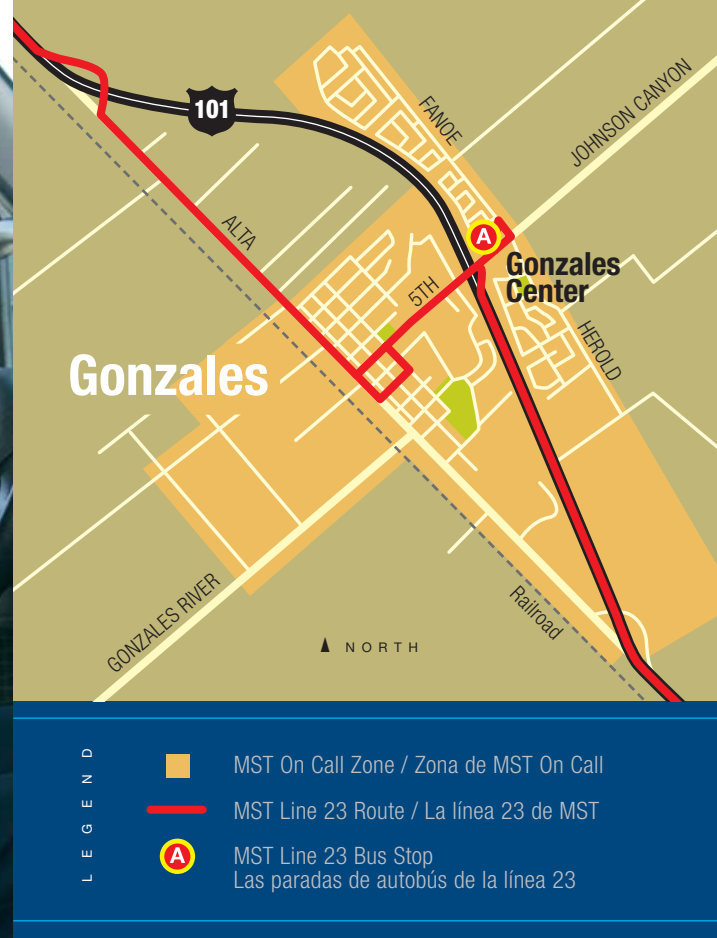 101
FANOE
JOHNSON CANYON
ALTA
A
Gonzales
Center
5TH
HEROLD
Gonzales
GONZALES RIVER
Railroad
NORTH
LEGEND
MST On Call Zone / Zona de MST On Call
MST Line 23 Route / La línea 23 de MST
A
MST Line 23 Bus Stop
Las paradas de autobús de la línea 23